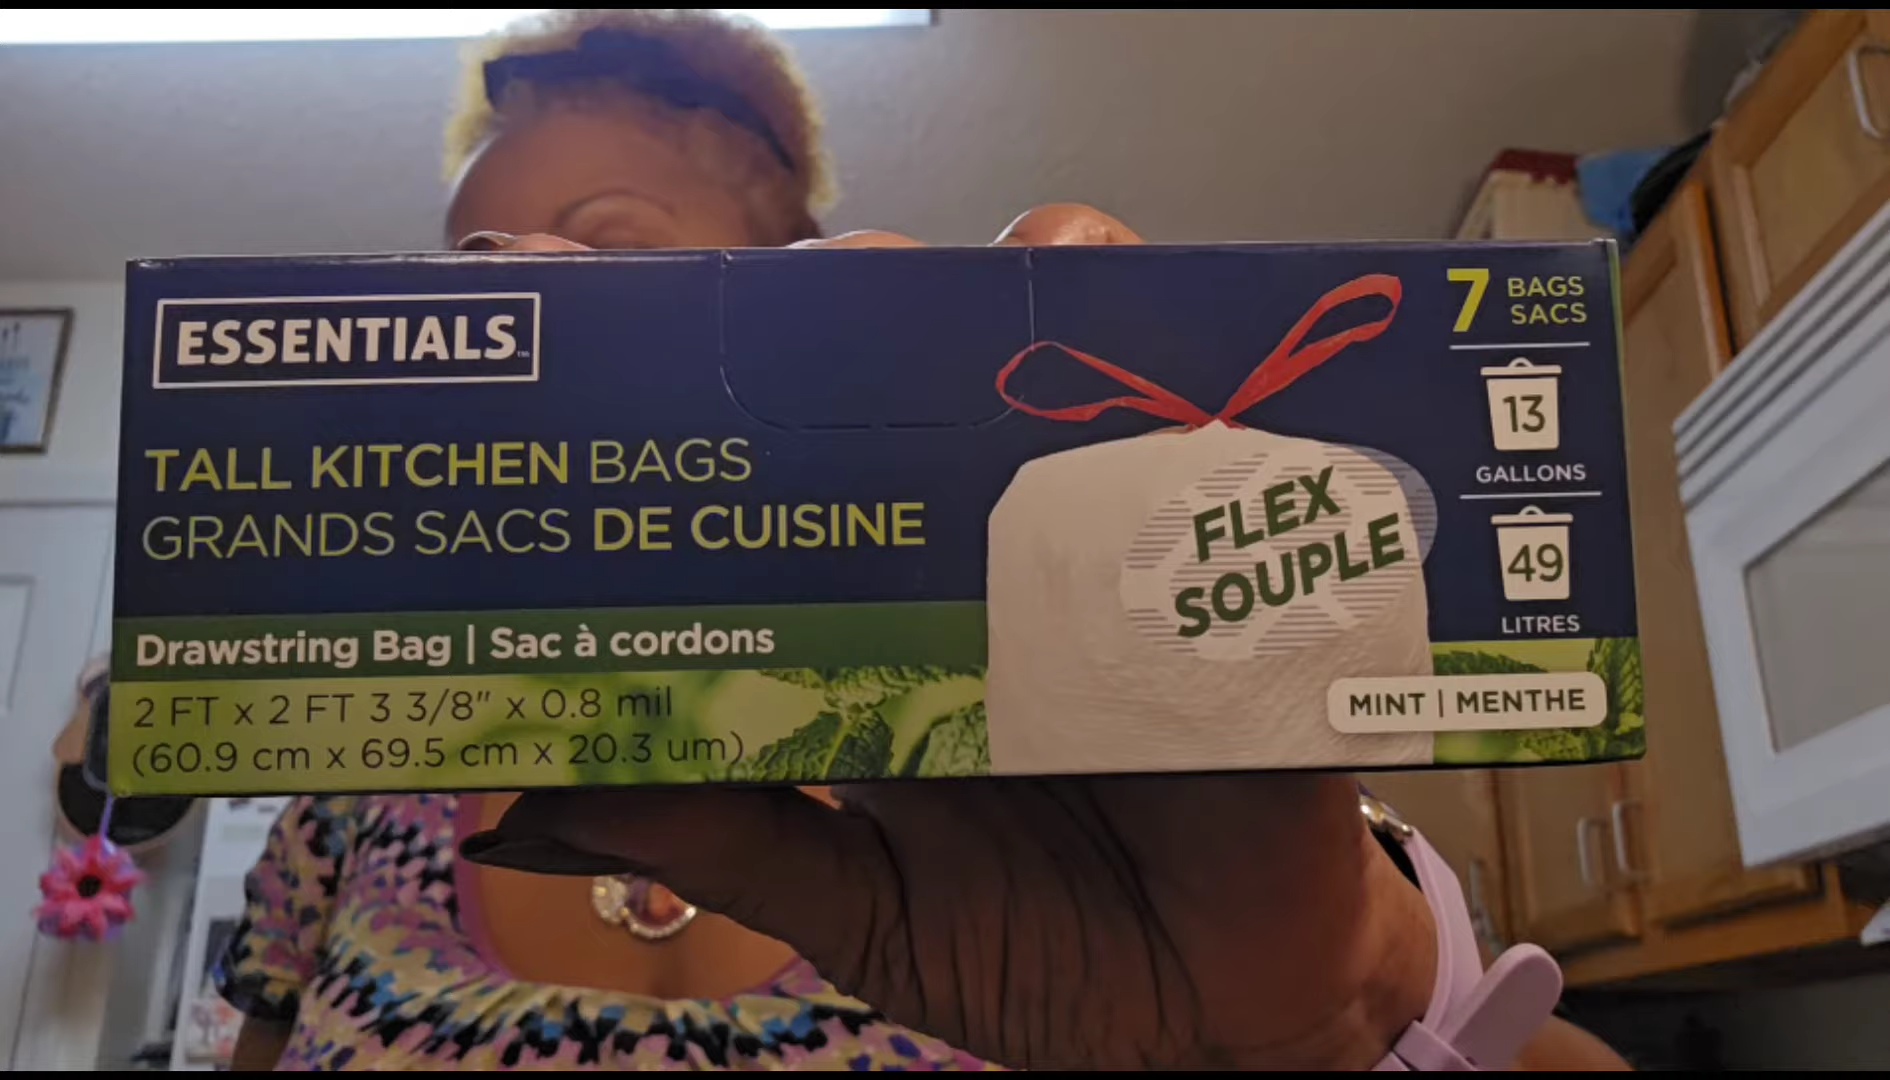 ESSENTIALS™
TALL KITCHEN BAGS
GRANDS SACS DE CUISINE
Drawstring Bag | Sac à cordons
2 FT x 2 FT 3 3/8" x 0.8 mil
(60.9 cm x 69.5 cm x 20.3 um)
FLEX
SOUPLE
7 BAGS
SACS
13
GALLONS
49
LITRES
MINT | MENTHE